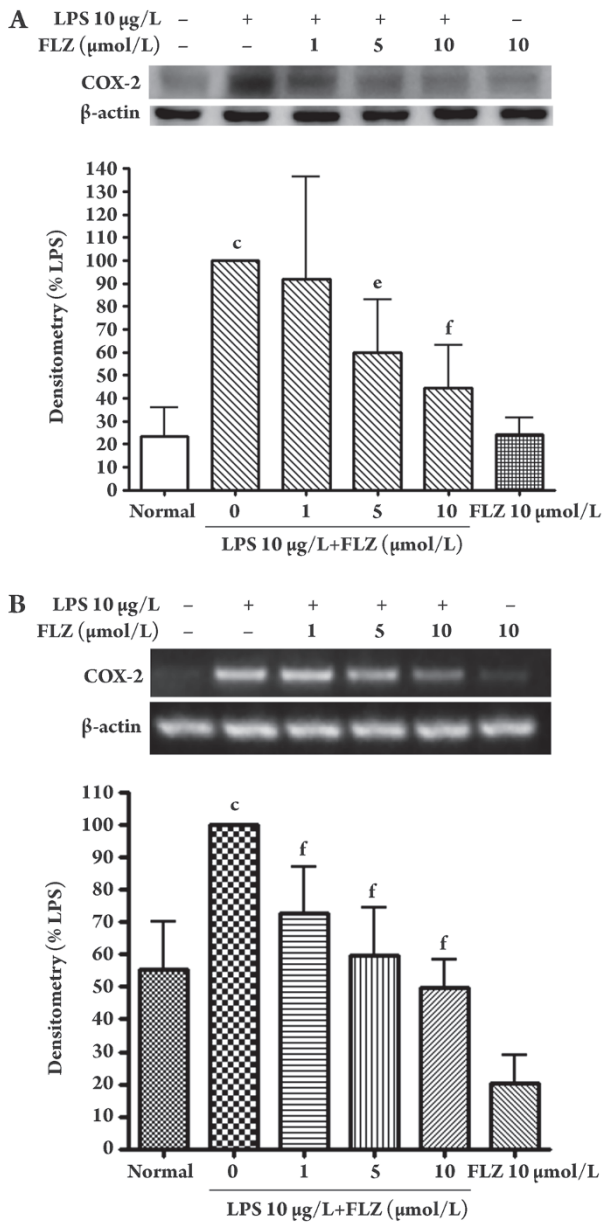 A
LPS 10 μg/L – + + + + –
FLZ (μmol/L) – – 1 5 10 10
COX-2
β-actin
140
130
120
110
100
90
80
70
60
50
40
30
20
10
0
Densitometry (% LPS)
c
e
f
Normal 0 1 5 10 FLZ 10 μmol/L
LPS 10 μg/L+FLZ (μmol/L)
B
LPS 10 μg/L – + + + + –
FLZ (μmol/L) – – 1 5 10 10
COX-2
β-actin
110
100
90
80
70
60
50
40
30
20
10
0
Densitometry (% LPS)
c
f
f
f
Normal 0 1 5 10 FLZ 10 μmol/L
LPS 10 μg/L+FLZ (μmol/L)